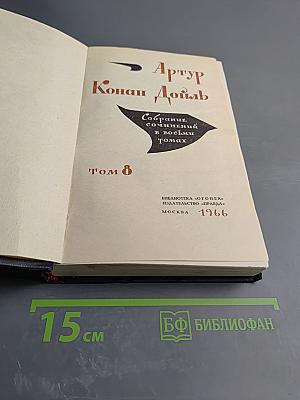 Артур
Конан Дойль
Собрание
сочинений
в восьми
томах
том 8
БИБЛИОТЕКА «ОГОНЕК»
ИЗДАТЕЛЬСТВО «ПРАВДА»
МОСКВА 1966
15 см
БФ БИБЛИОФАН